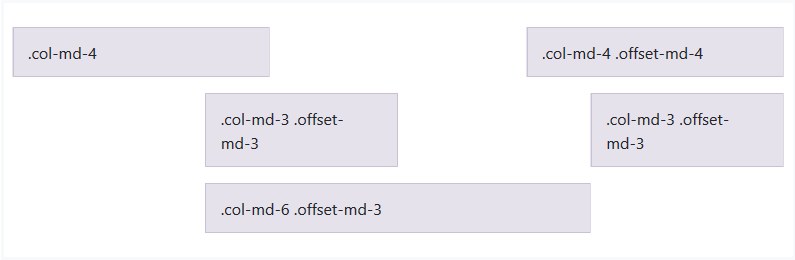 .col-md-4
.col-md-4 .offset-md-4
.col-md-3 .offset-
md-3
.col-md-3 .offset-
md-3
.col-md-6 .offset-md-3